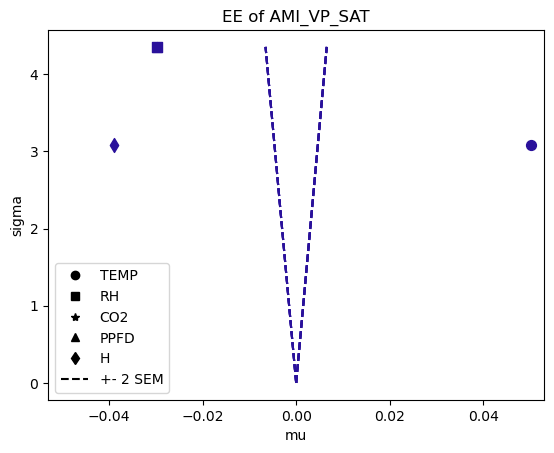 EE of AMI_VP_SAT
sigma
4
3
2
1
0
TEMP
RH
CO2
PPFD
H
+- 2 SEM
−0.04
−0.02
0.00
0.02
0.04
mu